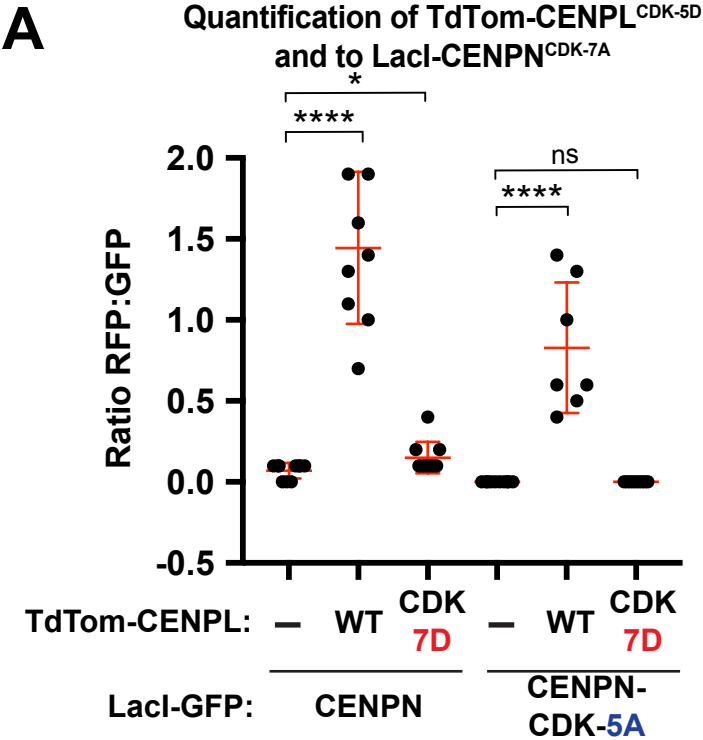 A
Quantification of TdTom-CENPL^CDK-5D
and to LacI-CENPN^CDK-7A
*
****
ns
****
2.0
1.5
1.0
0.5
0.0
-0.5
Ratio RFP:GFP
TdTom-CENPL: – WT CDK 7D – WT CDK 7D
LacI-GFP: CENPN CENPN-
CDK-5A